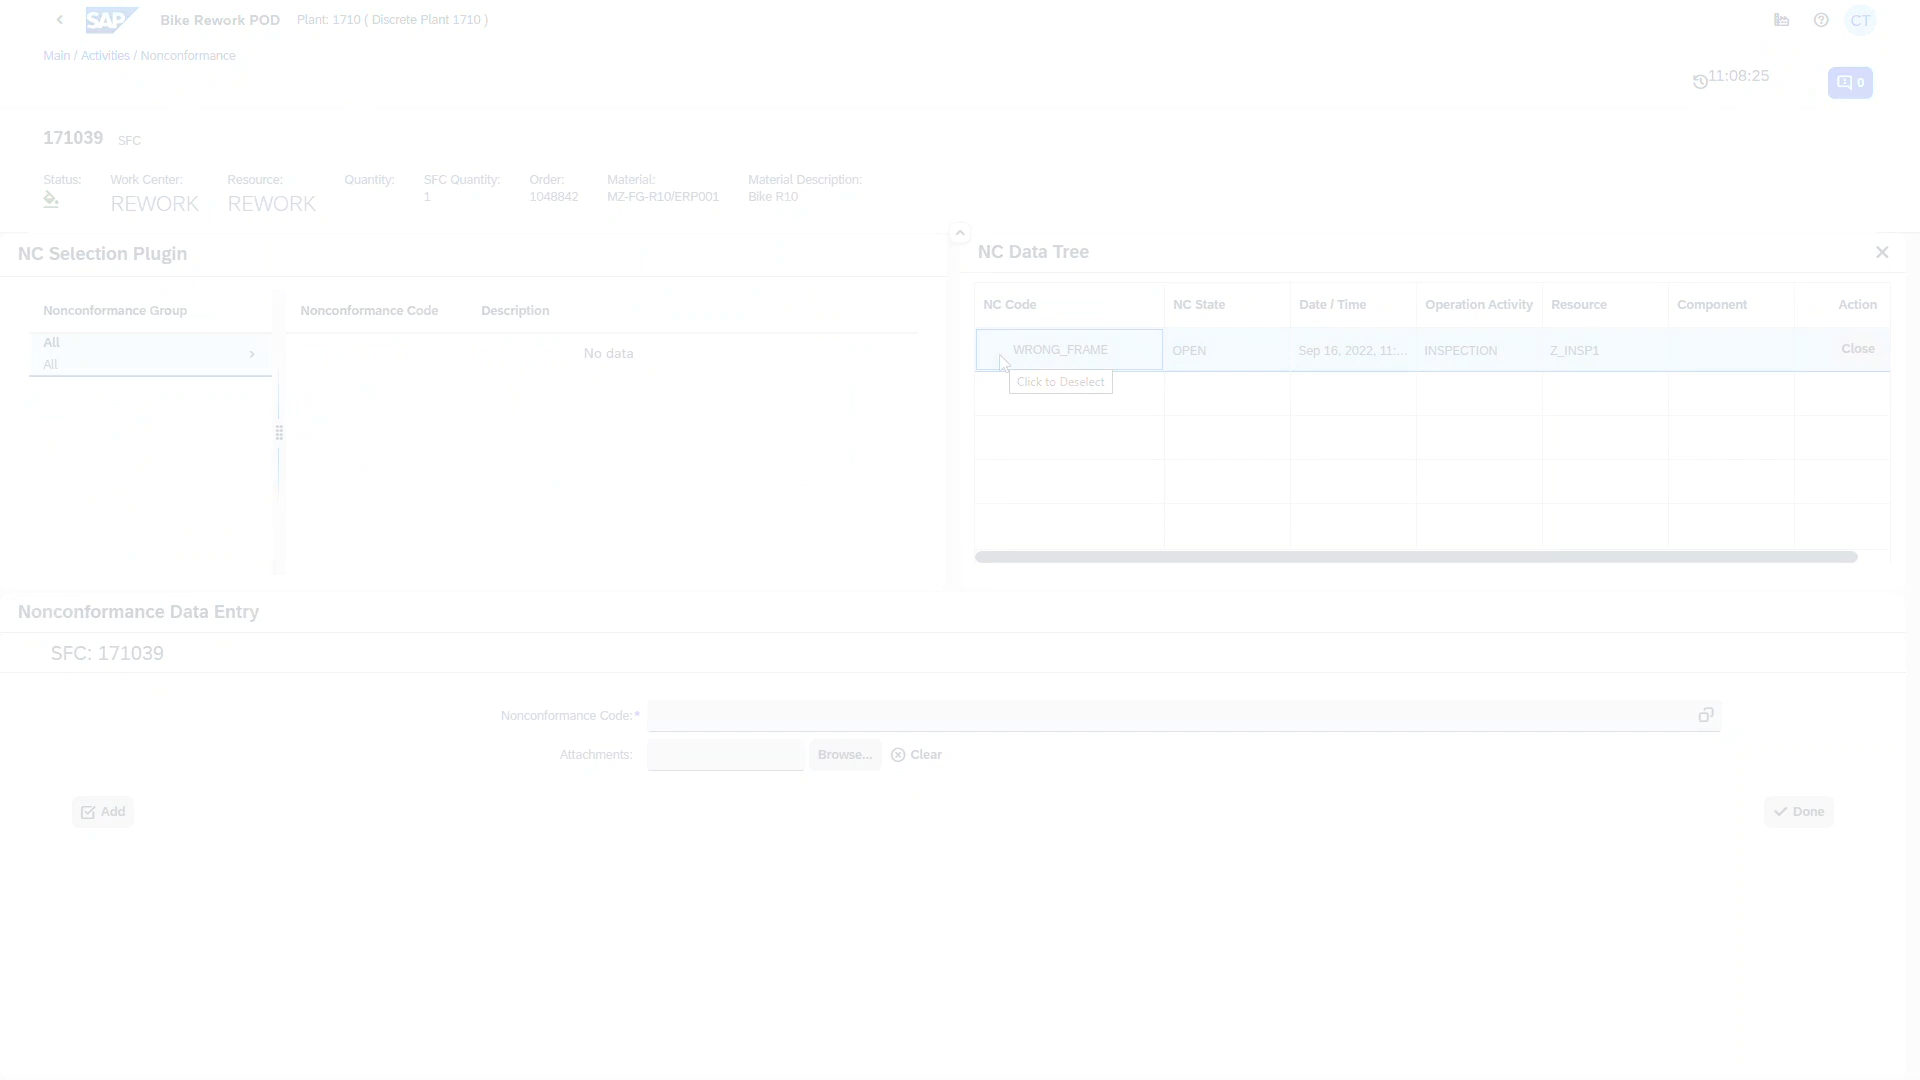 SAP Bike Rework POD Plant: 1710 ( Discrete Plant 1710 ) CT
Main / Activities / Nonconformance
11:08:25 0
171039 SFC
Status: Work Center: Resource: Quantity: SFC Quantity: Order: Material: Material Description:
REWORK REWORK 1 1048842 MZ-FG-R10/ERP001 Bike R10
NC Selection Plugin
Nonconformance Group Nonconformance Code Description
All
All
No data
NC Data Tree
NC Code NC State Date / Time Operation Activity Resource Component Action
WRONG_FRAME OPEN Sep 16, 2022, 11:... INSPECTION Z_INSP1 Close
Click to Deselect
Nonconformance Data Entry
SFC: 171039
Nonconformance Code:*
Attachments: Browse... Clear
Add Done